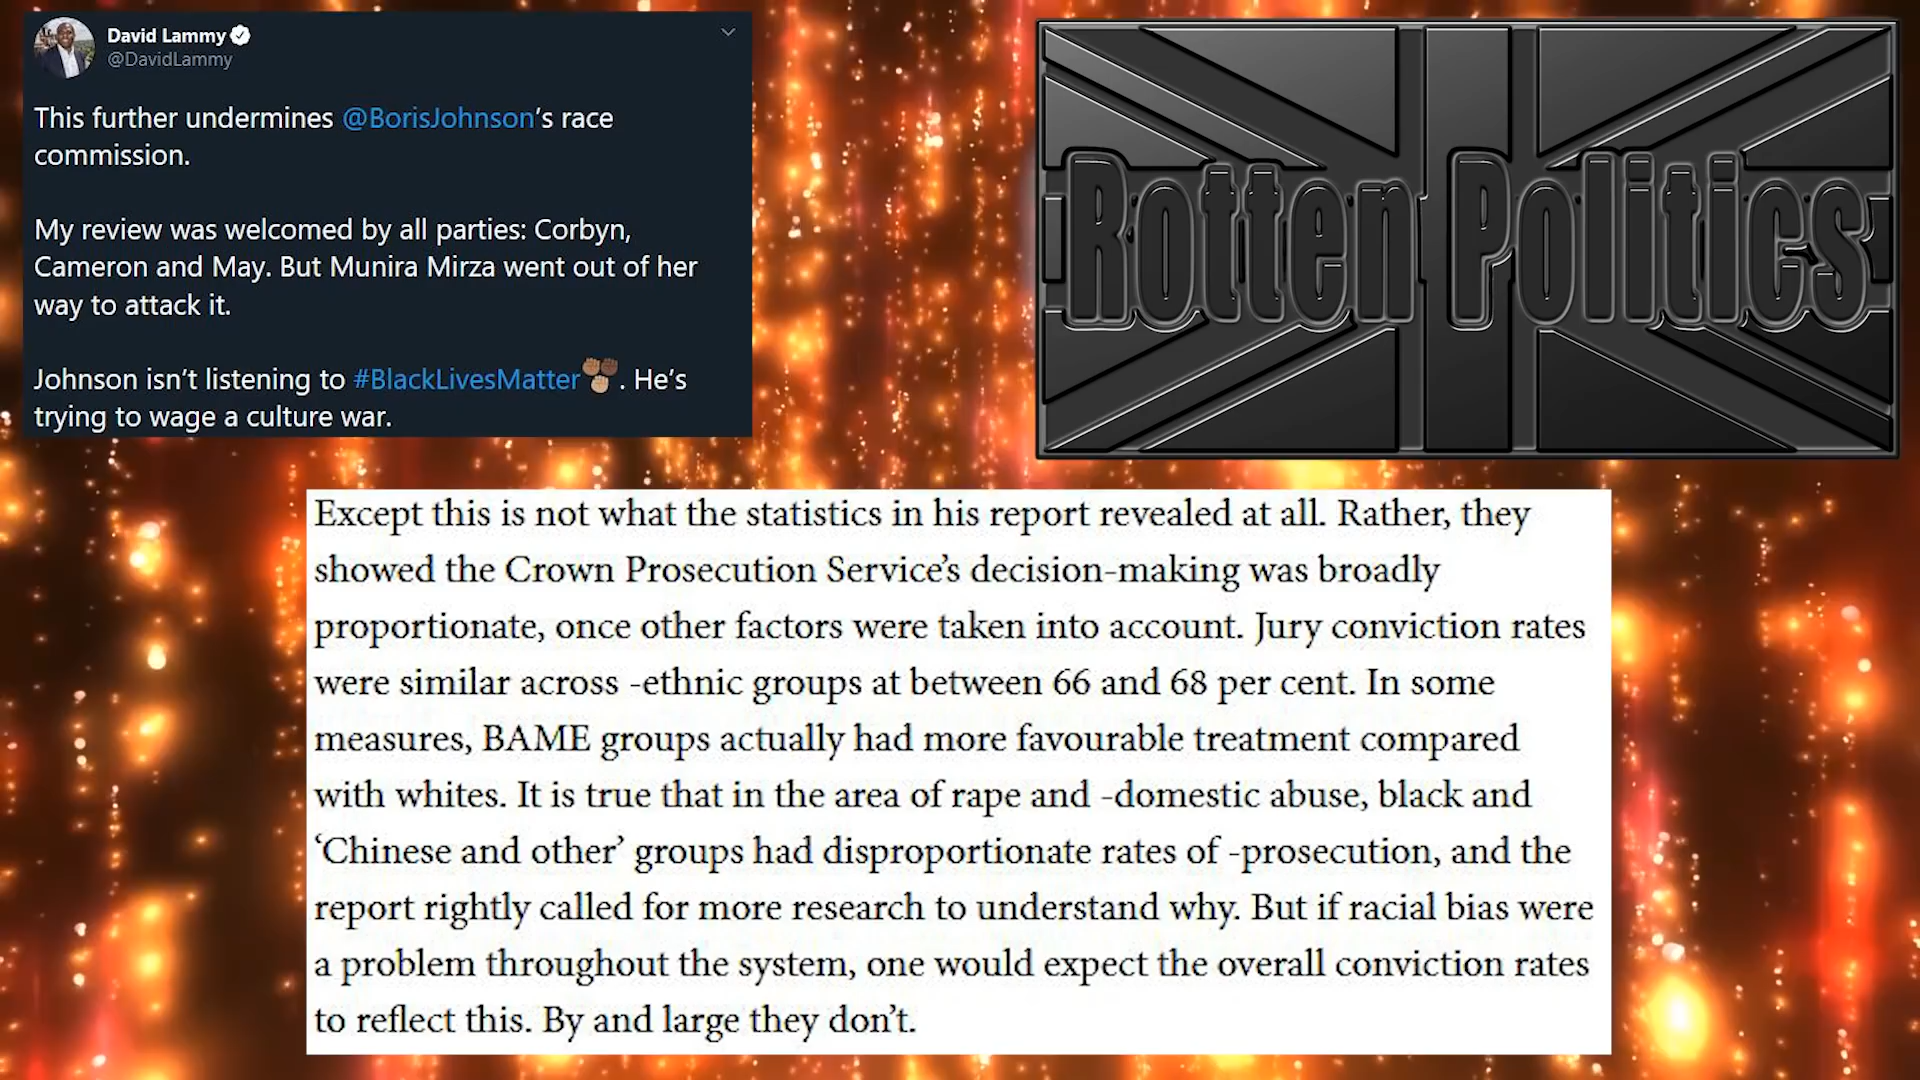 David Lammy
@DavidLammy
This further undermines @BorisJohnson's race
commission.
My review was welcomed by all parties: Corbyn,
Cameron and May. But Munira Mirza went out of her
way to attack it.
Johnson isn't listening to #BlackLivesMatter✊🏽✊🏿✊🏼. He's
trying to wage a culture war.
Rotten Politics
Except this is not what the statistics in his report revealed at all. Rather, they
showed the Crown Prosecution Service's decision-making was broadly
proportionate, once other factors were taken into account. Jury conviction rates
were similar across -ethnic groups at between 66 and 68 per cent. In some
measures, BAME groups actually had more favourable treatment compared
with whites. It is true that in the area of rape and -domestic abuse, black and
‘Chinese and other’ groups had disproportionate rates of -prosecution, and the
report rightly called for more research to understand why. But if racial bias were
a problem throughout the system, one would expect the overall conviction rates
to reflect this. By and large they don't.